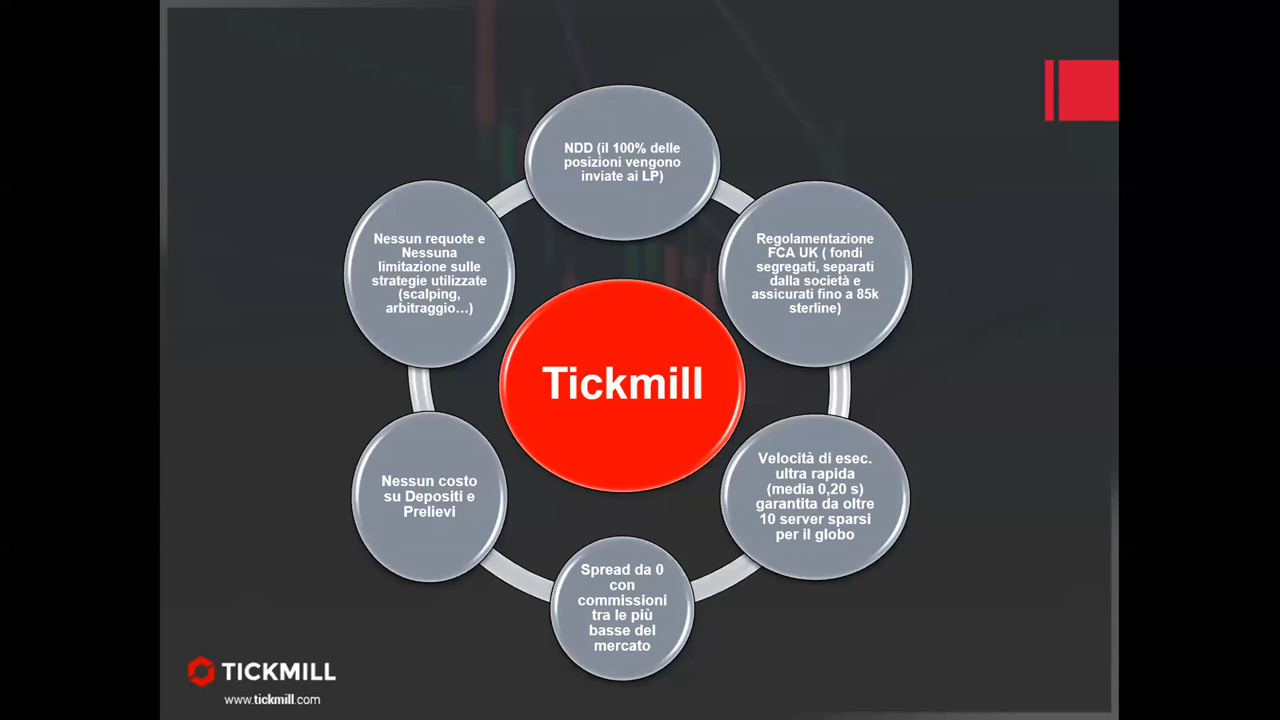 NDD (il 100% delle
posizioni vengono
inviate ai LP)
Regolamentazione
FCA UK ( fondi
segregati, separati
dalla società e
assicurati fino a 85k
sterline)
Velocità di esec.
ultra rapida
(media 0,20 s)
garantita da oltre
10 server sparsi
per il globo
Spread da 0
con
commissioni
tra le più
basse del
mercato
Nessun costo
su Depositi e
Prelievi
Nessun requote e
Nessuna
limitazione sulle
strategie utilizzate
(scalping,
arbitraggio...)
Tickmill
TICKMILL
www.tickmill.com